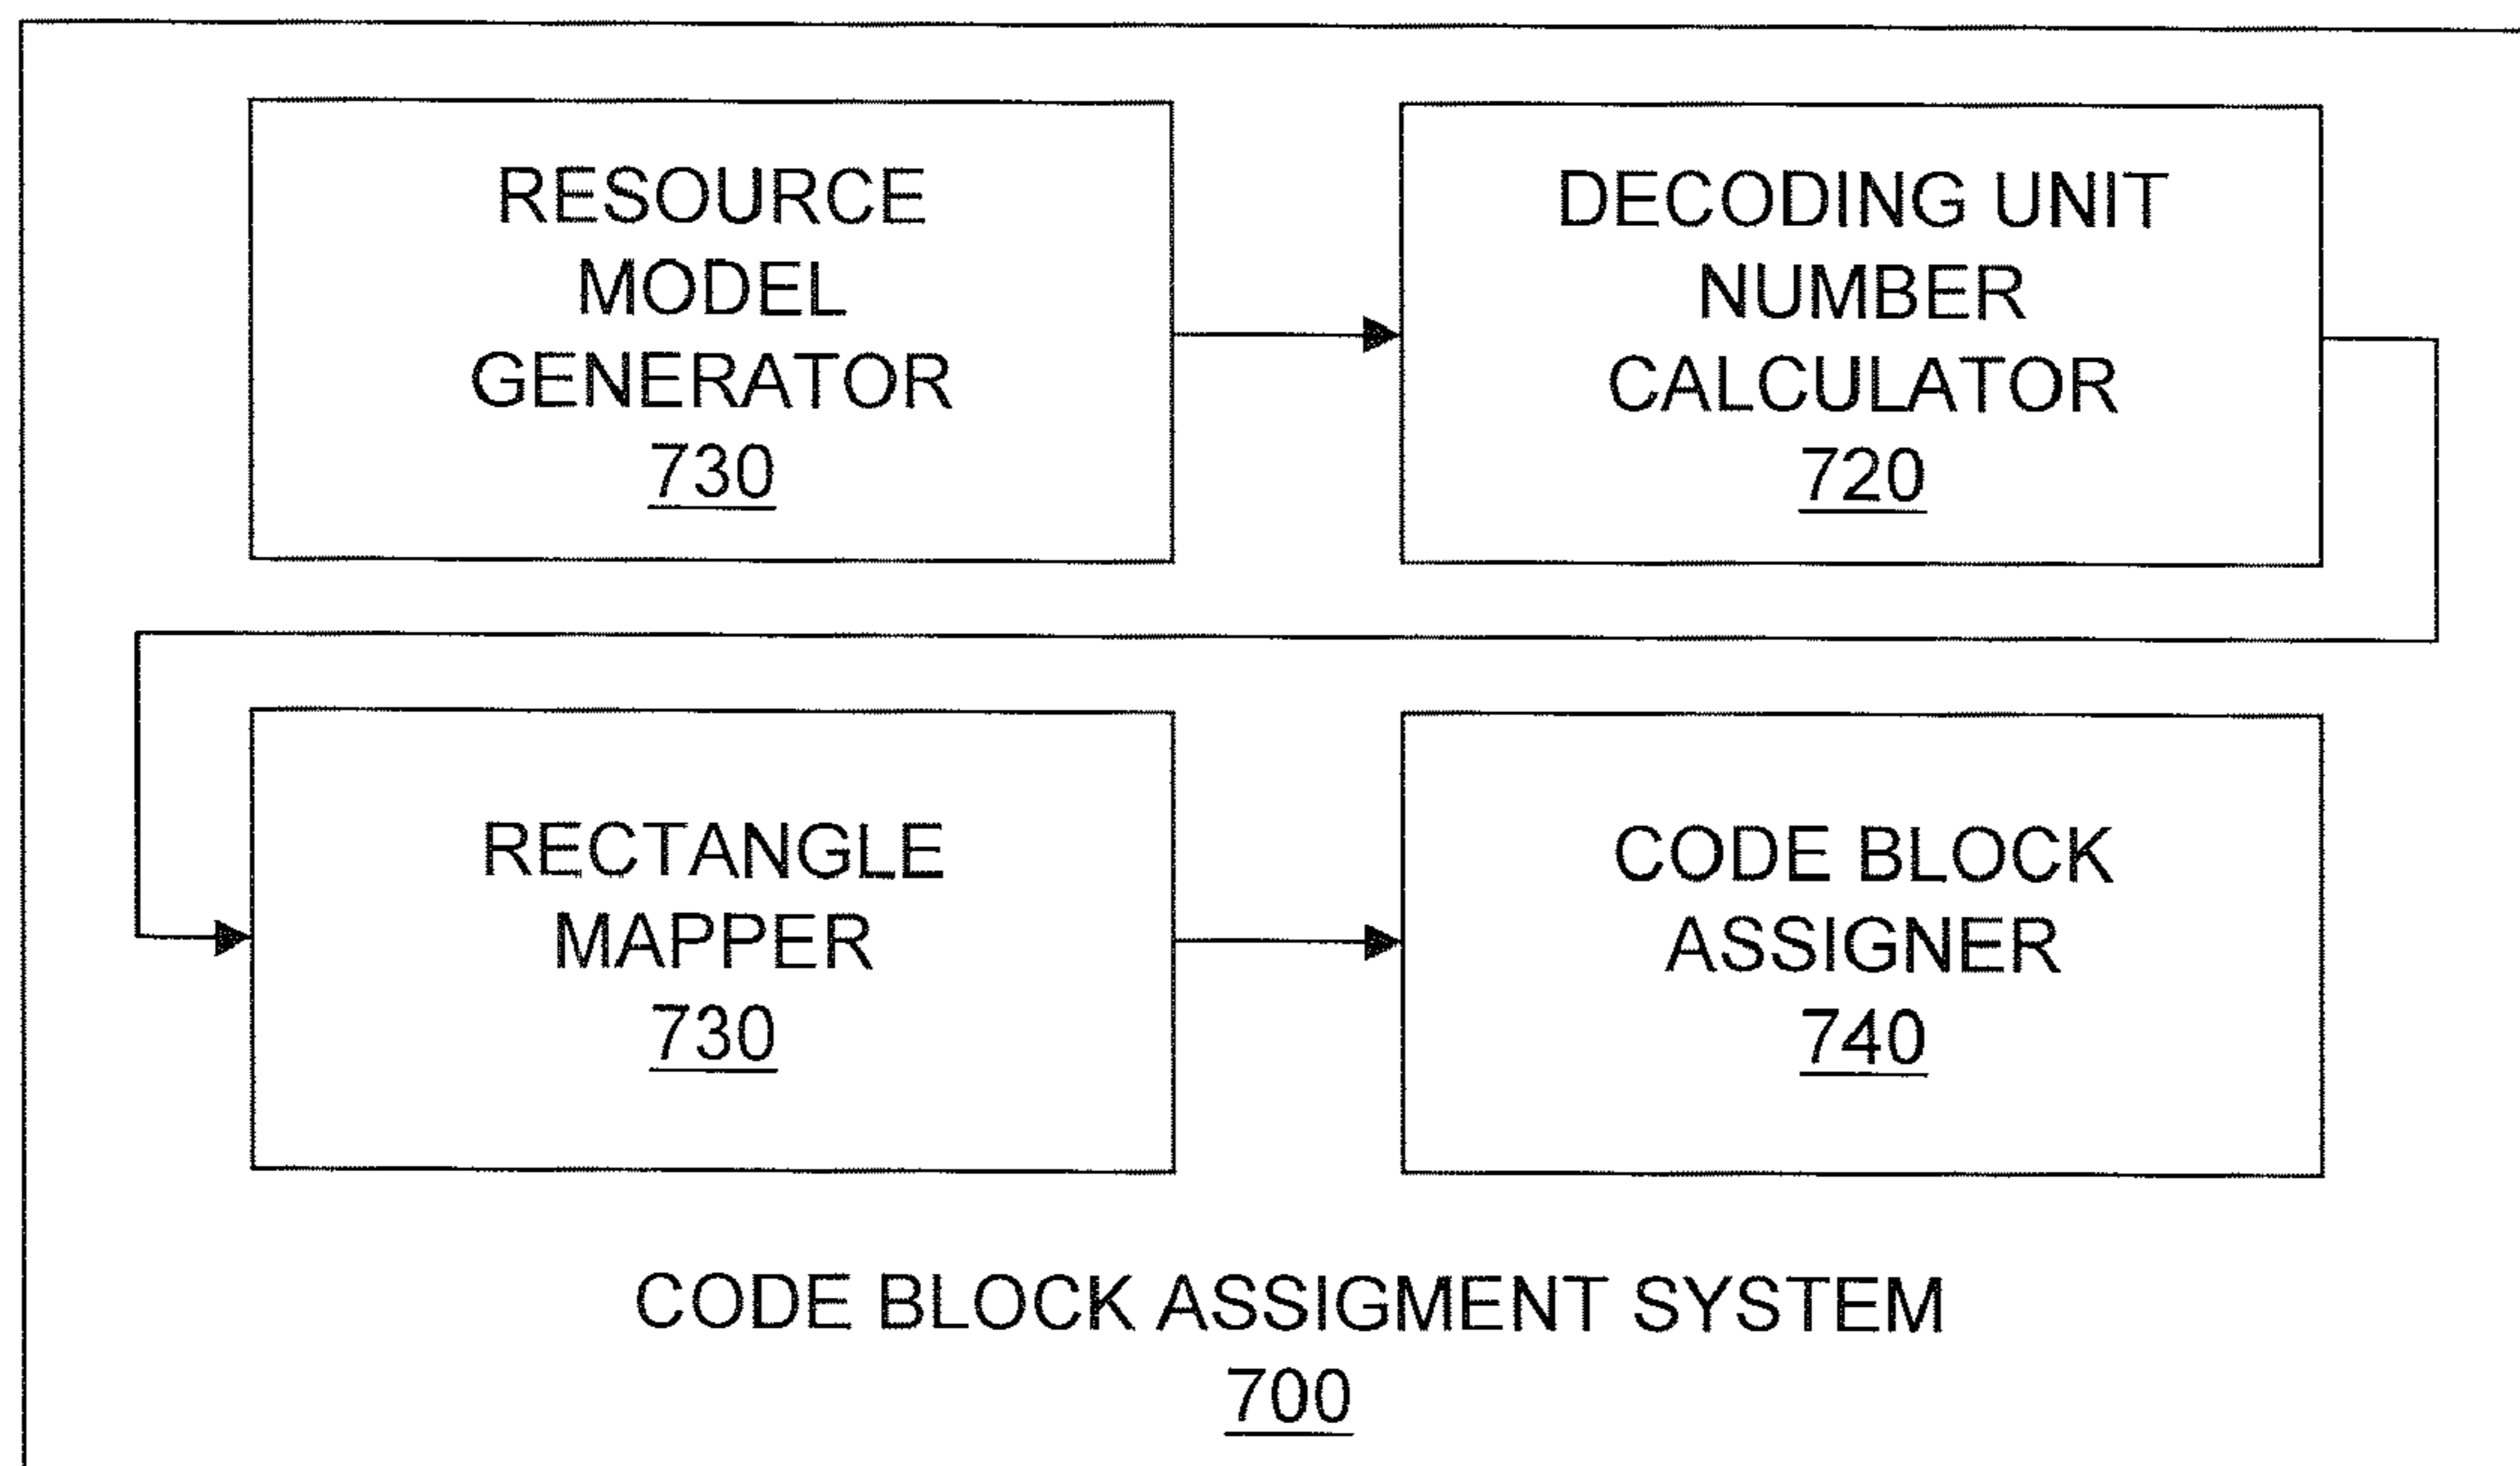 RESOURCE
MODEL
GENERATOR
730
DECODING UNIT
NUMBER
CALCULATOR
720
RECTANGLE
MAPPER
730
CODE BLOCK
ASSIGNER
740
CODE BLOCK ASSIGMENT SYSTEM
700